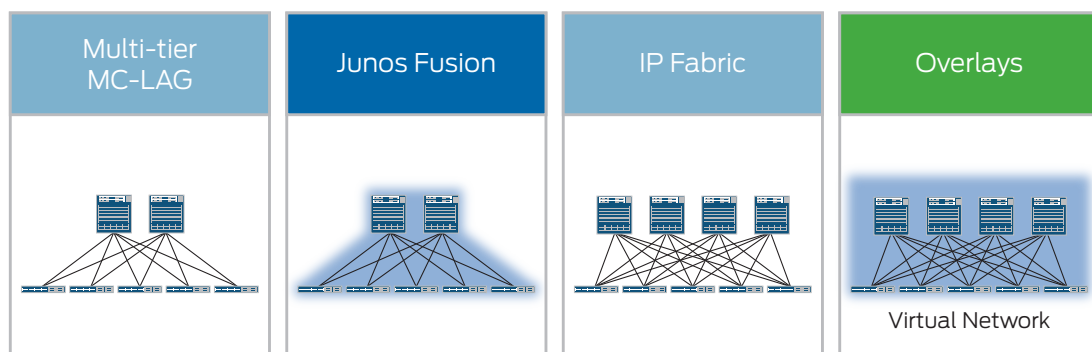 Multi-tier
MC-LAG
Junos Fusion
IP Fabric
Overlays
Virtual Network